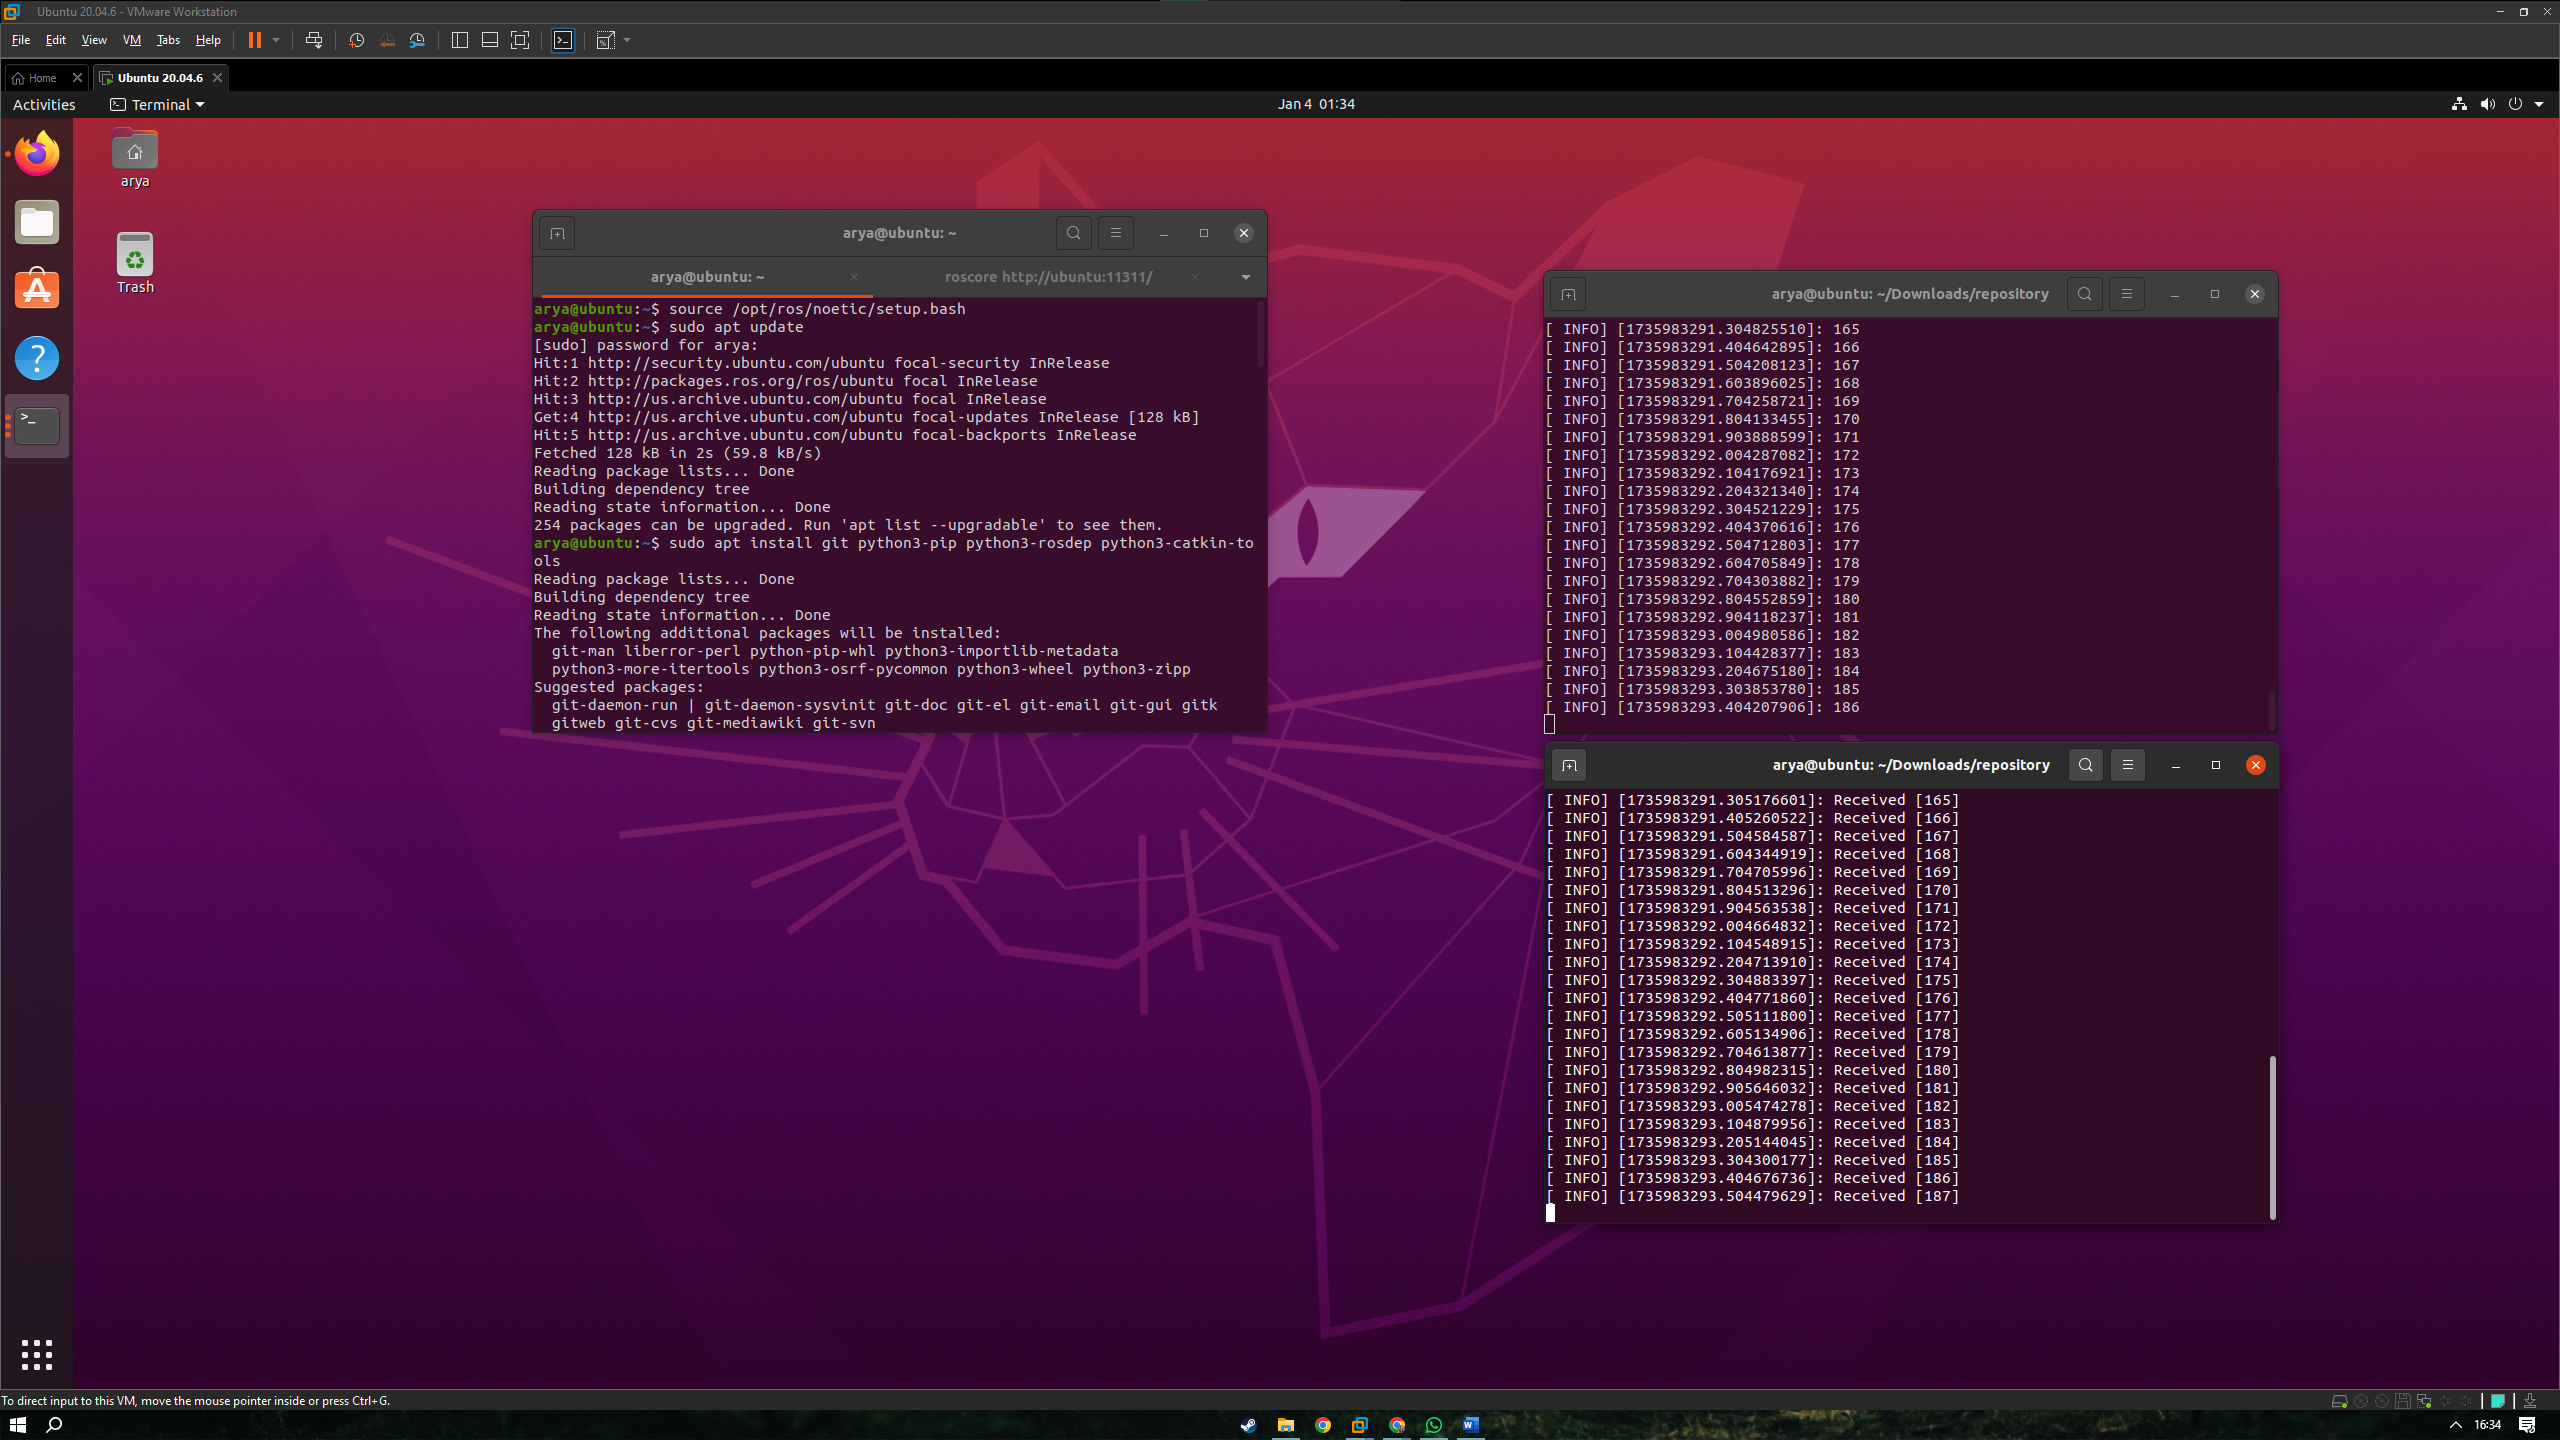 Ubuntu 20.04.6 - VMware Workstation
File Edit View VM Tabs Help
Home
Ubuntu 20.04.6
Activities
Terminal
Jan 4 01:34
arya
Trash
arya@ubuntu: ~
arya@ubuntu: ~
roscore http://ubuntu:11311/
arya@ubuntu:~$ source /opt/ros/noetic/setup.bash
arya@ubuntu:~$ sudo apt update
[sudo] password for arya:
Hit:1 http://security.ubuntu.com/ubuntu focal-security InRelease
Hit:2 http://packages.ros.org/ros/ubuntu focal InRelease
Hit:3 http://us.archive.ubuntu.com/ubuntu focal InRelease
Get:4 http://us.archive.ubuntu.com/ubuntu focal-updates InRelease [128 kB]
Hit:5 http://us.archive.ubuntu.com/ubuntu focal-backports InRelease
Fetched 128 kB in 2s (59.8 kB/s)
Reading package lists... Done
Building dependency tree
Reading state information... Done
254 packages can be upgraded. Run 'apt list --upgradable' to see them.
arya@ubuntu:~$ sudo apt install git python3-pip python3-rosdep python3-catkin-to
ols
Reading package lists... Done
Building dependency tree
Reading state information... Done
The following additional packages will be installed:
  git-man liberror-perl python-pip-whl python3-importlib-metadata
  python3-more-itertools python3-osrf-pycommon python3-wheel python3-zipp
Suggested packages:
  git-daemon-run | git-daemon-sysvinit git-doc git-el git-email git-gui gitk
  gitweb git-cvs git-mediawiki git-svn
arya@ubuntu: ~/Downloads/repository
[ INFO] [1735983291.304825510]: 165
[ INFO] [1735983291.404642895]: 166
[ INFO] [1735983291.504208123]: 167
[ INFO] [1735983291.603896025]: 168
[ INFO] [1735983291.704258721]: 169
[ INFO] [1735983291.804133455]: 170
[ INFO] [1735983291.903888599]: 171
[ INFO] [1735983292.004287082]: 172
[ INFO] [1735983292.104176921]: 173
[ INFO] [1735983292.204321340]: 174
[ INFO] [1735983292.304521229]: 175
[ INFO] [1735983292.404370616]: 176
[ INFO] [1735983292.504712803]: 177
[ INFO] [1735983292.604705849]: 178
[ INFO] [1735983292.704303882]: 179
[ INFO] [1735983292.804552859]: 180
[ INFO] [1735983292.904118237]: 181
[ INFO] [1735983293.004980586]: 182
[ INFO] [1735983293.104428377]: 183
[ INFO] [1735983293.204675180]: 184
[ INFO] [1735983293.303853780]: 185
[ INFO] [1735983293.404207906]: 186
arya@ubuntu: ~/Downloads/repository
[ INFO] [1735983291.305176601]: Received [165]
[ INFO] [1735983291.405260522]: Received [166]
[ INFO] [1735983291.504584587]: Received [167]
[ INFO] [1735983291.604344919]: Received [168]
[ INFO] [1735983291.704705996]: Received [169]
[ INFO] [1735983291.804513296]: Received [170]
[ INFO] [1735983291.904563538]: Received [171]
[ INFO] [1735983292.004664832]: Received [172]
[ INFO] [1735983292.104548915]: Received [173]
[ INFO] [1735983292.204713910]: Received [174]
[ INFO] [1735983292.304883397]: Received [175]
[ INFO] [1735983292.404771860]: Received [176]
[ INFO] [1735983292.505111800]: Received [177]
[ INFO] [1735983292.605134906]: Received [178]
[ INFO] [1735983292.704613877]: Received [179]
[ INFO] [1735983292.804982315]: Received [180]
[ INFO] [1735983292.905646032]: Received [181]
[ INFO] [1735983293.005474278]: Received [182]
[ INFO] [1735983293.104879956]: Received [183]
[ INFO] [1735983293.205144045]: Received [184]
[ INFO] [1735983293.304300177]: Received [185]
[ INFO] [1735983293.404676736]: Received [186]
[ INFO] [1735983293.504479629]: Received [187]
To direct input to this VM, move the mouse pointer inside or press Ctrl+G.
16:34